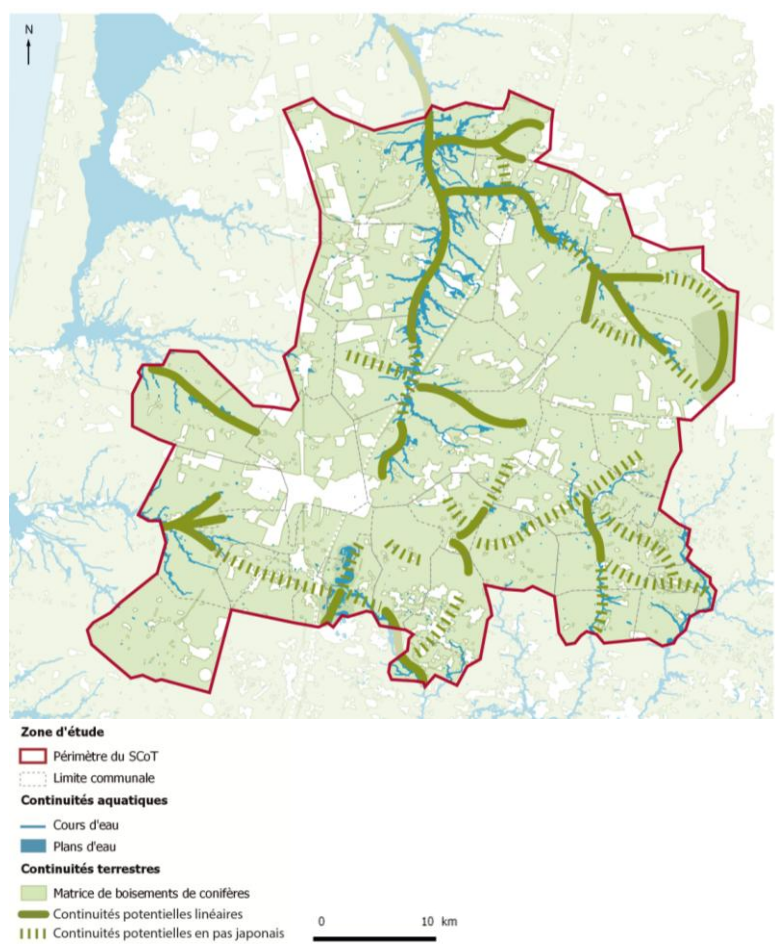 N
Zone d'étude
Périmètre du SCoT
Limite communale
Continuités aquatiques
Cours d'eau
Plans d'eau
Continuités terrestres
Matrice de boisements de conifères
Continuités potentielles linéaires
Continuités potentielles en pas japonais
0 10 km